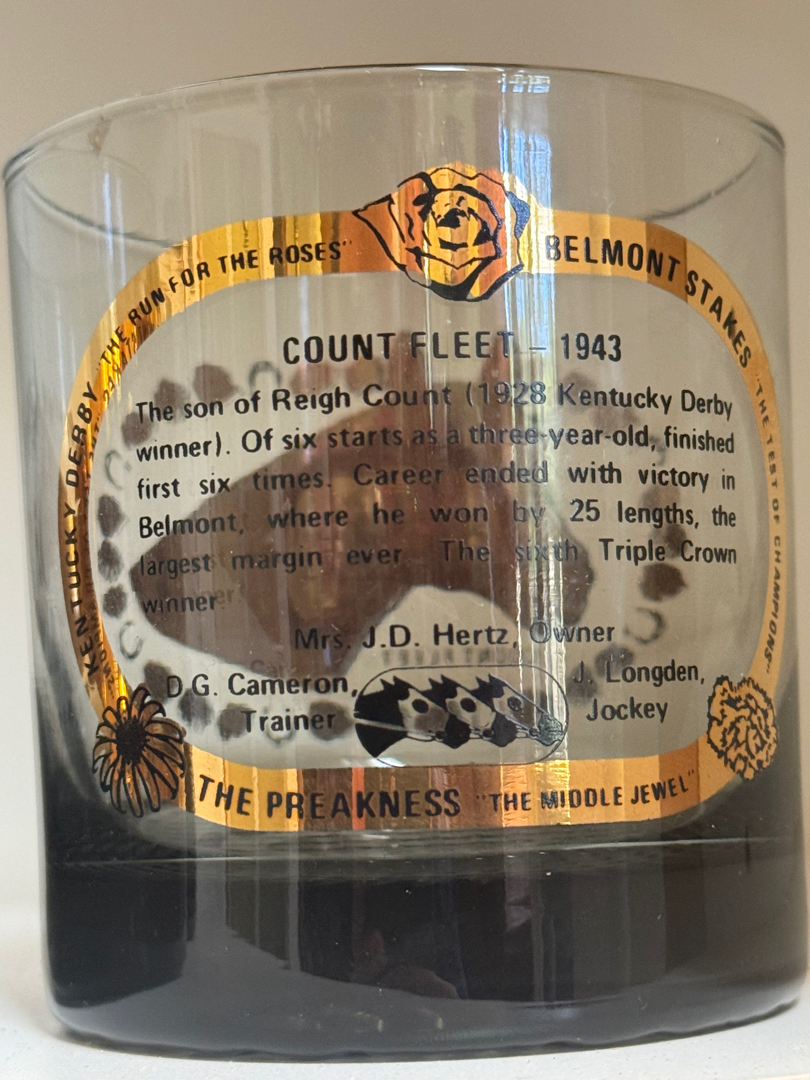 KENTUCKY DERBY "THE RUN FOR THE ROSES"
BELMONT STAKES "THE TEST OF CHAMPIONS"
COUNT FLEET – 1943
The son of Reigh Count (1928 Kentucky Derby
winner). Of six starts as a three-year-old, finished
first six times. Career ended with victory in
Belmont, where he won by 25 lengths, the
largest margin ever The sixth Triple Crown
winner
Mrs. J.D. Hertz, Owner
D.G. Cameron,
Trainer
J. Longden,
Jockey
THE PREAKNESS "THE MIDDLE JEWEL"